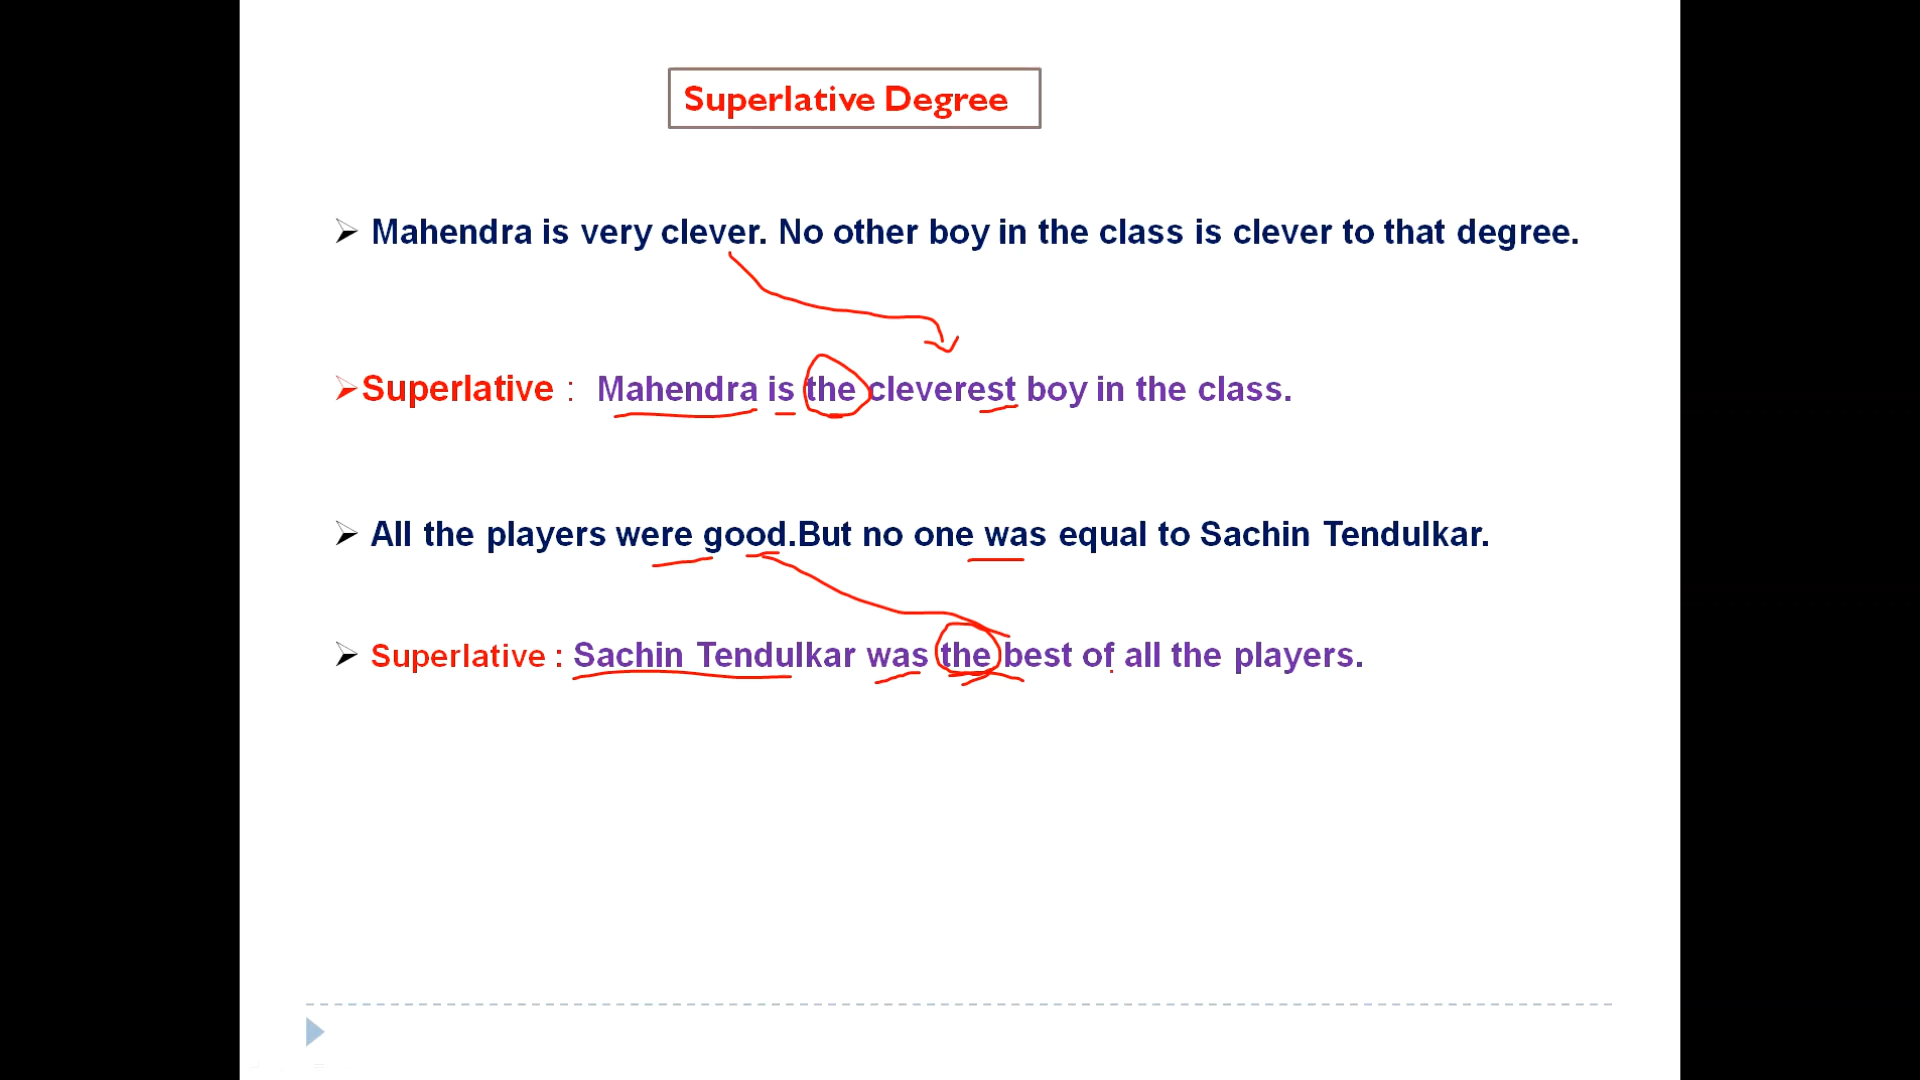 Superlative Degree
Mahendra is very clever. No other boy in the class is clever to that degree.
Superlative : Mahendra is the cleverest boy in the class.
All the players were good.But no one was equal to Sachin Tendulkar.
Superlative : Sachin Tendulkar was the best of all the players.